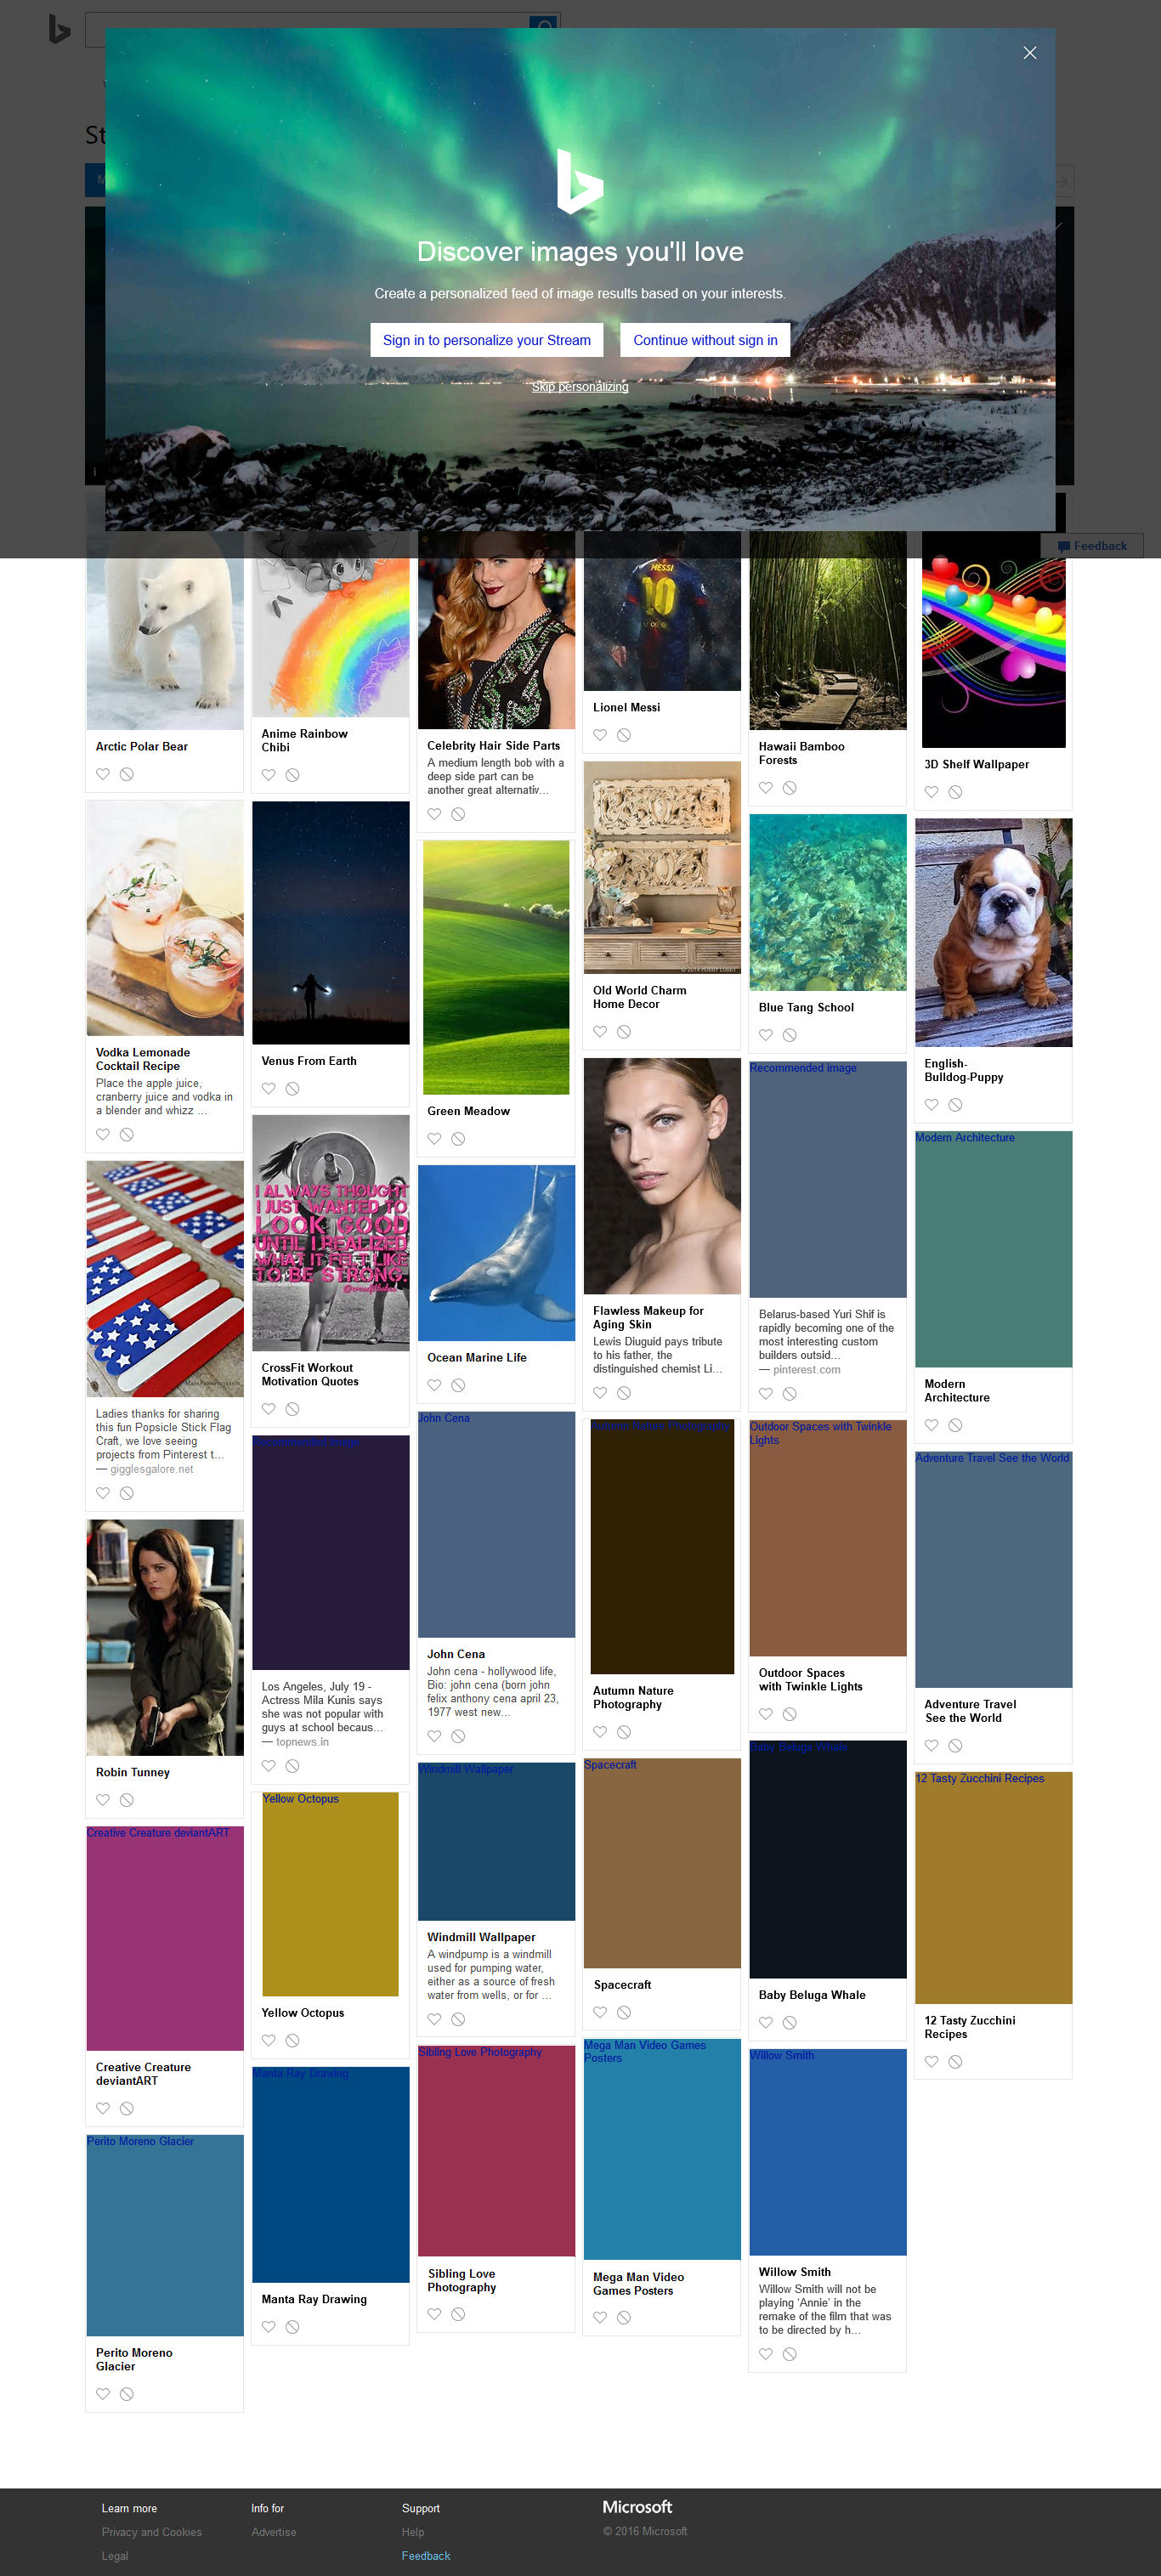 St
M
Discover images you'll love
Create a personalized feed of image results based on your interests.
Sign in to personalize your Stream
Continue without sign in
Skip personalizing
i
Feedback
MESSI
10
Arctic Polar Bear
Anime Rainbow
Chibi
Celebrity Hair Side Parts
A medium length bob with a
deep side part can be
another great alternativ...
Lionel Messi
Hawaii Bamboo
Forests
3D Shelf Wallpaper
Vodka Lemonade
Cocktail Recipe
Place the apple juice,
cranberry juice and vodka in
a blender and whizz ...
Venus From Earth
Green Meadow
© 2014 HOBBY LOBBY
Old World Charm
Home Decor
Blue Tang School
English-
Bulldog-Puppy
Ladies thanks for sharing
this fun Popsicle Stick Flag
Craft, we love seeing
projects from Pinterest t...
— gigglesgalore.net
I ALWAYS THOUGHT
I JUST WANTED TO
LOOK GOOD
UNTIL I REALIZED
WHAT IT FELT LIKE
TO BE STRONG.
CrossFit Workout
Motivation Quotes
Ocean Marine Life
Flawless Makeup for
Aging Skin
Lewis Diuguid pays tribute
to his father, the
distinguished chemist Li...
Recommended image
Belarus-based Yuri Shif is
rapidly becoming one of the
most interesting custom
builders outsid...
— pinterest.com
Modern Architecture
Modern
Architecture
Robin Tunney
Recommended image
Los Angeles, July 19 -
Actress Mila Kunis says
she was not popular with
guys at school becaus...
— topnews.in
John Cena
John Cena
John cena - hollywood life,
Bio: john cena (born john
felix anthony cena april 23,
1977 west new...
Autumn Nature Photography
Autumn Nature
Photography
Outdoor Spaces with Twinkle
Lights
Outdoor Spaces
with Twinkle Lights
Adventure Travel See the World
Adventure Travel
See the World
Creative Creature deviantART
Creative Creature
deviantART
Yellow Octopus
Yellow Octopus
Windmill Wallpaper
Windmill Wallpaper
A windpump is a windmill
used for pumping water,
either as a source of fresh
water from wells, or for ...
Spacecraft
Spacecraft
Baby Beluga Whale
Baby Beluga Whale
12 Tasty Zucchini Recipes
12 Tasty Zucchini
Recipes
Perito Moreno Glacier
Perito Moreno
Glacier
Manta Ray Drawing
Manta Ray Drawing
Sibling Love Photography
Sibling Love
Photography
Mega Man Video Games
Posters
Mega Man Video
Games Posters
Willow Smith
Willow Smith
Willow Smith will not be
playing ‘Annie’ in the
remake of the film that was
to be directed by h...
Learn more
Privacy and Cookies
Legal
Info for
Advertise
Support
Help
Feedback
Microsoft
© 2016 Microsoft